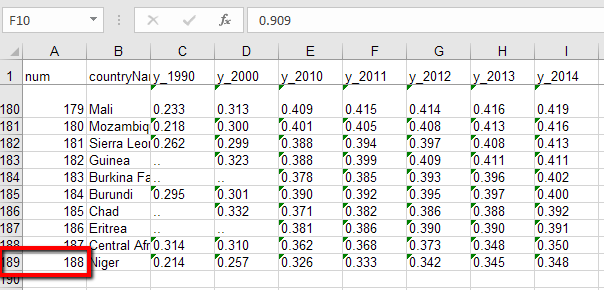 F10 fx 0.909
A B C D E F G H I
1 num countryNam y_1990 y_2000 y_2010 y_2011 y_2012 y_2013 y_2014
180 179 Mali 0.233 0.313 0.409 0.415 0.414 0.416 0.419
181 180 Mozambiq 0.218 0.300 0.401 0.405 0.408 0.413 0.416
182 181 Sierra Leon 0.262 0.299 0.388 0.394 0.397 0.408 0.413
183 182 Guinea .. 0.323 0.388 0.399 0.409 0.411 0.411
184 183 Burkina Fa .. .. 0.378 0.385 0.393 0.396 0.402
185 184 Burundi 0.295 0.301 0.390 0.392 0.395 0.397 0.400
186 185 Chad .. 0.332 0.371 0.382 0.386 0.388 0.392
187 186 Eritrea .. .. 0.381 0.386 0.390 0.390 0.391
188 187 Central Afr 0.314 0.310 0.362 0.368 0.373 0.348 0.350
189 188 Niger 0.214 0.257 0.326 0.333 0.342 0.345 0.348
190